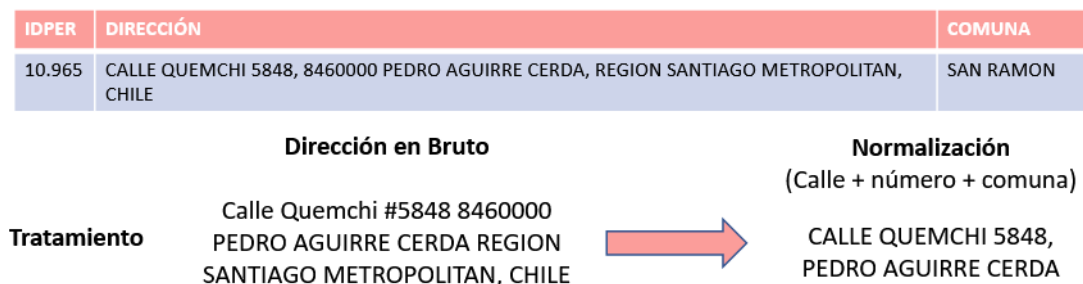 IDPER DIRECCIÓN COMUNA
10.965 CALLE QUEMCHI 5848, 8460000 PEDRO AGUIRRE CERDA, REGION SANTIAGO METROPOLITAN, SAN RAMON
CHILE
Dirección en Bruto
Normalización
(Calle + número + comuna)
Tratamiento
Calle Quemchi #5848 8460000
PEDRO AGUIRRE CERDA REGION
SANTIAGO METROPOLITAN, CHILE
CALLE QUEMCHI 5848,
PEDRO AGUIRRE CERDA